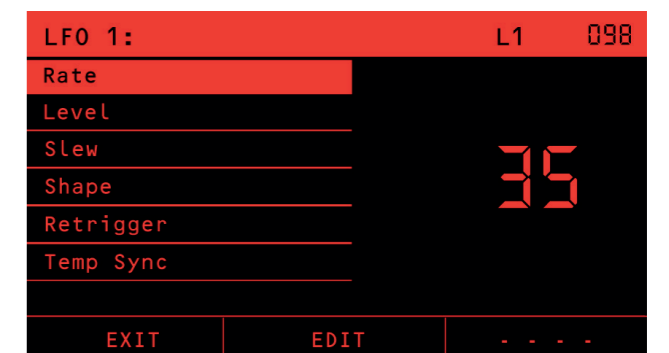 LFO 1: L1 098
Rate
Level
Slew
35
Shape
Retrigger
Temp Sync
EXIT EDIT - - - -